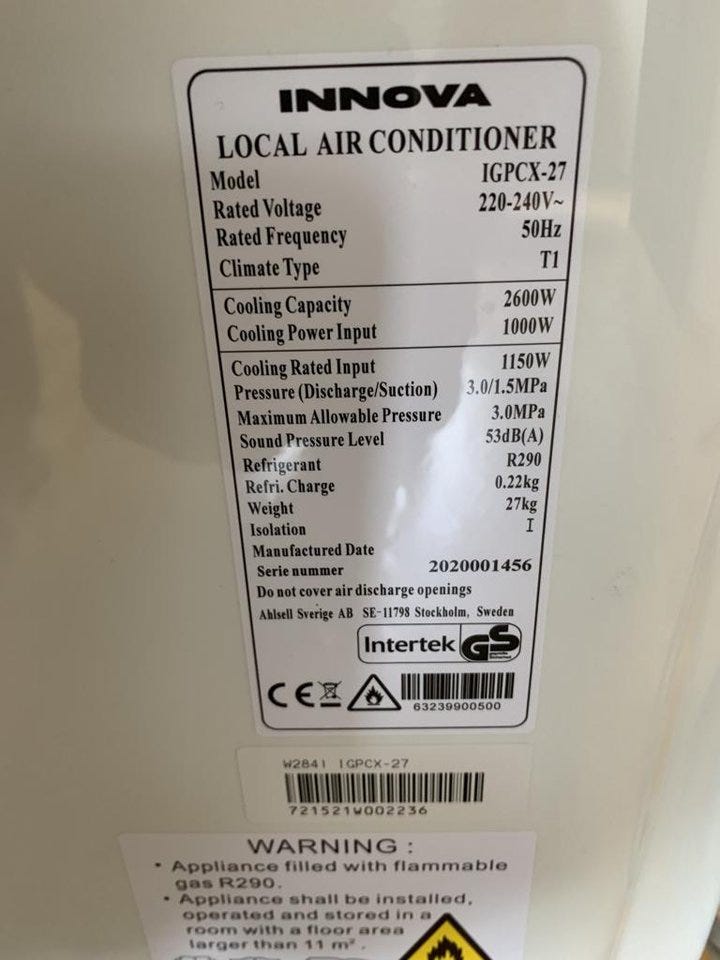 INNOVA
LOCAL AIR CONDITIONER
Model IGPCX-27
Rated Voltage 220-240V~
Rated Frequency 50Hz
Climate Type T1
Cooling Capacity 2600W
Cooling Power Input 1000W
Cooling Rated Input 1150W
Pressure (Discharge/Suction) 3.0/1.5MPa
Maximum Allowable Pressure 3.0MPa
Sound Pressure Level 53dB(A)
Refrigerant R290
Refri. Charge 0.22kg
Weight 27kg
Isolation I
Manufactured Date
Serie nummer 2020001456
Do not cover air discharge openings
Ahlsell Sverige AB SE-11798 Stockholm, Sweden
Intertek GS
CE
63239900500
W284I IGPCX-27
721521W002236
WARNING :
• Appliance filled with flammable
gas R290.
• Appliance shall be installed,
operated and stored in a
room with a floor area
larger than 11 m².